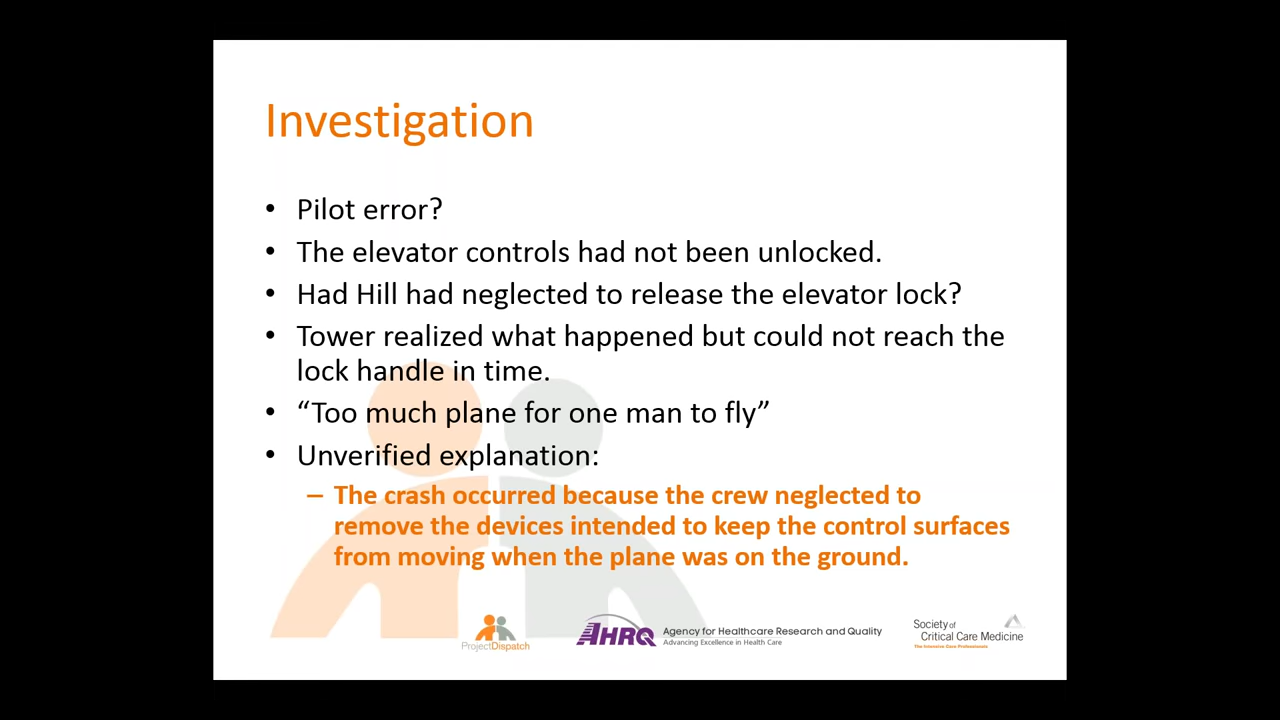 Investigation
• Pilot error?
• The elevator controls had not been unlocked.
• Had Hill had neglected to release the elevator lock?
• Tower realized what happened but could not reach the
lock handle in time.
• “Too much plane for one man to fly”
• Unverified explanation:
– The crash occurred because the crew neglected to
remove the devices intended to keep the control surfaces
from moving when the plane was on the ground.
ProjectDispatch
AHRQ
Agency for Healthcare Research and Quality
Advancing Excellence in Health Care
Society of
Critical Care Medicine
The Intensive Care Professionals